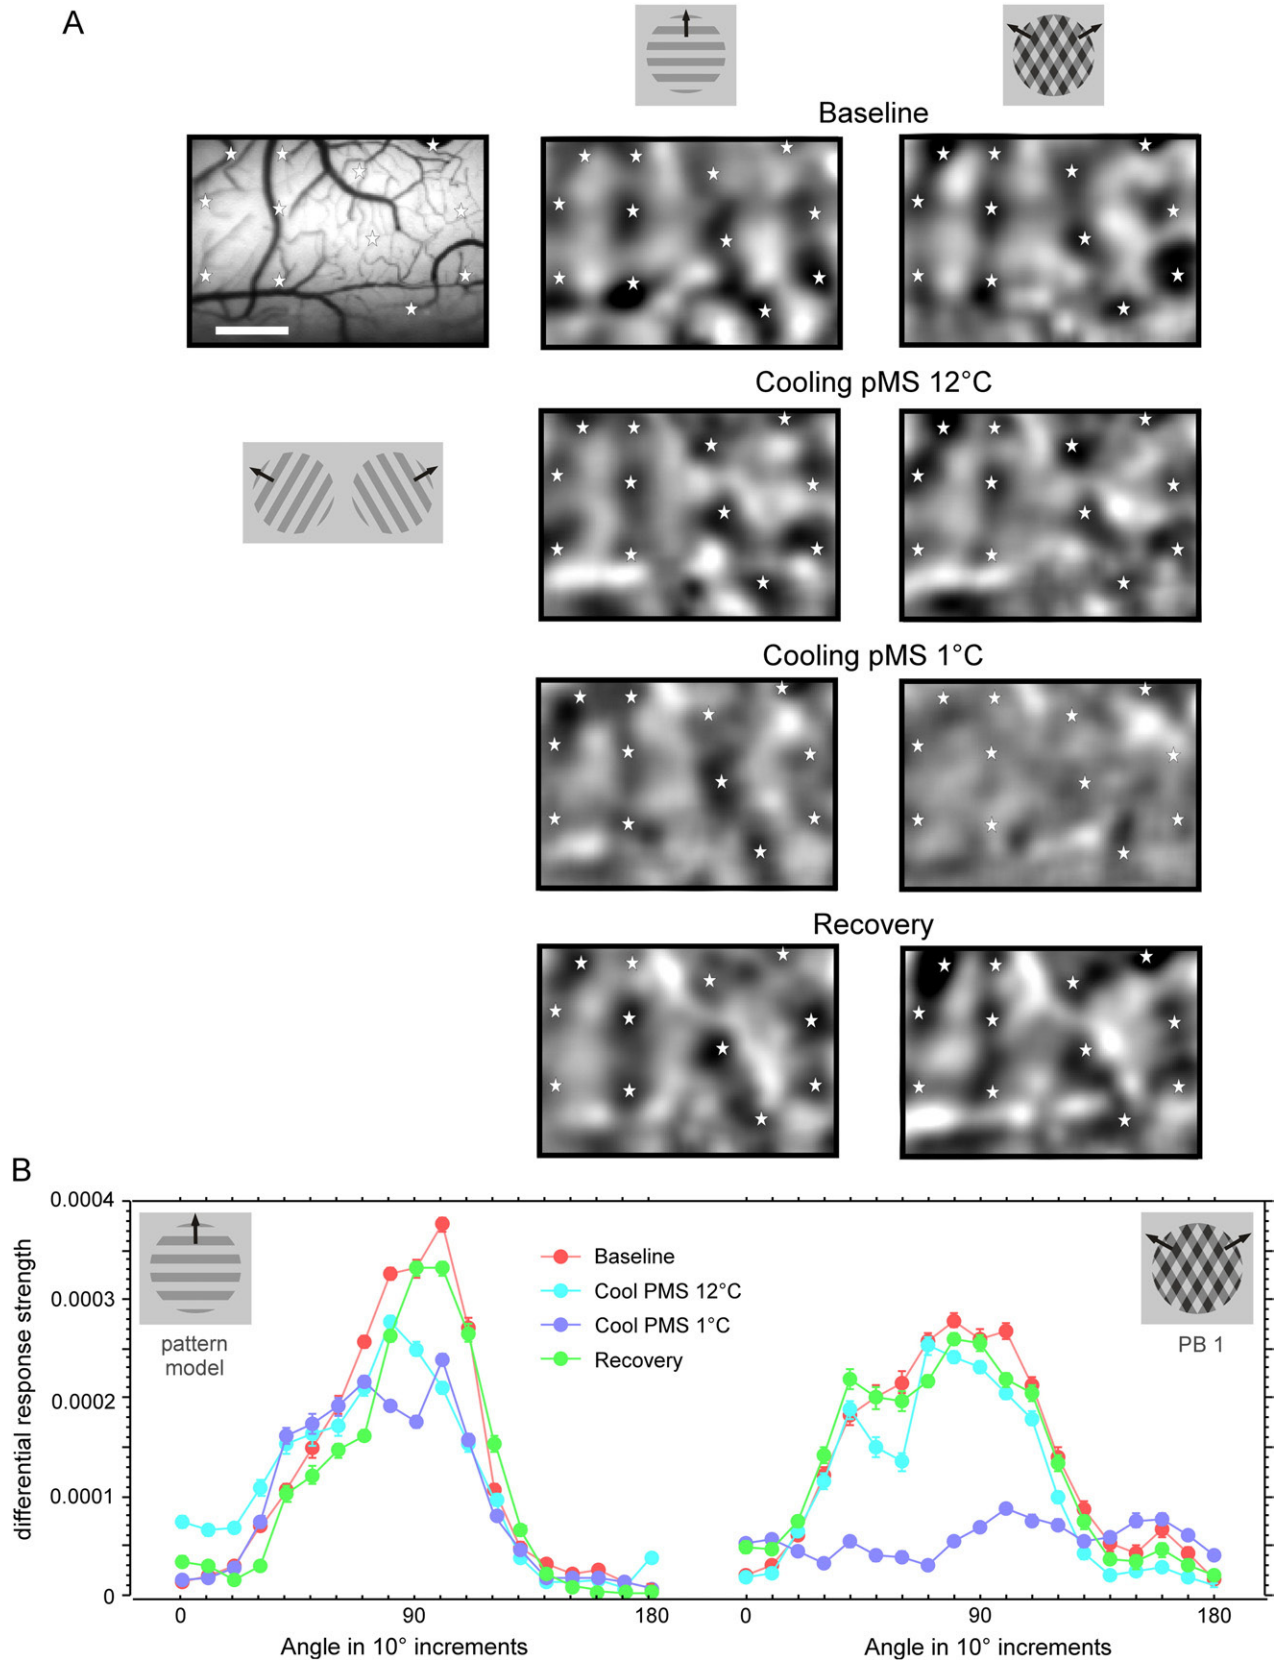 A
Baseline
Cooling pMS 12°C
Cooling pMS 1°C
Recovery
B
differential response strength
0.0004
0.0003
0.0002
0.0001
0
pattern
model
Baseline
Cool PMS 12°C
Cool PMS 1°C
Recovery
PB 1
0
90
180
0
90
180
Angle in 10° increments
Angle in 10° increments